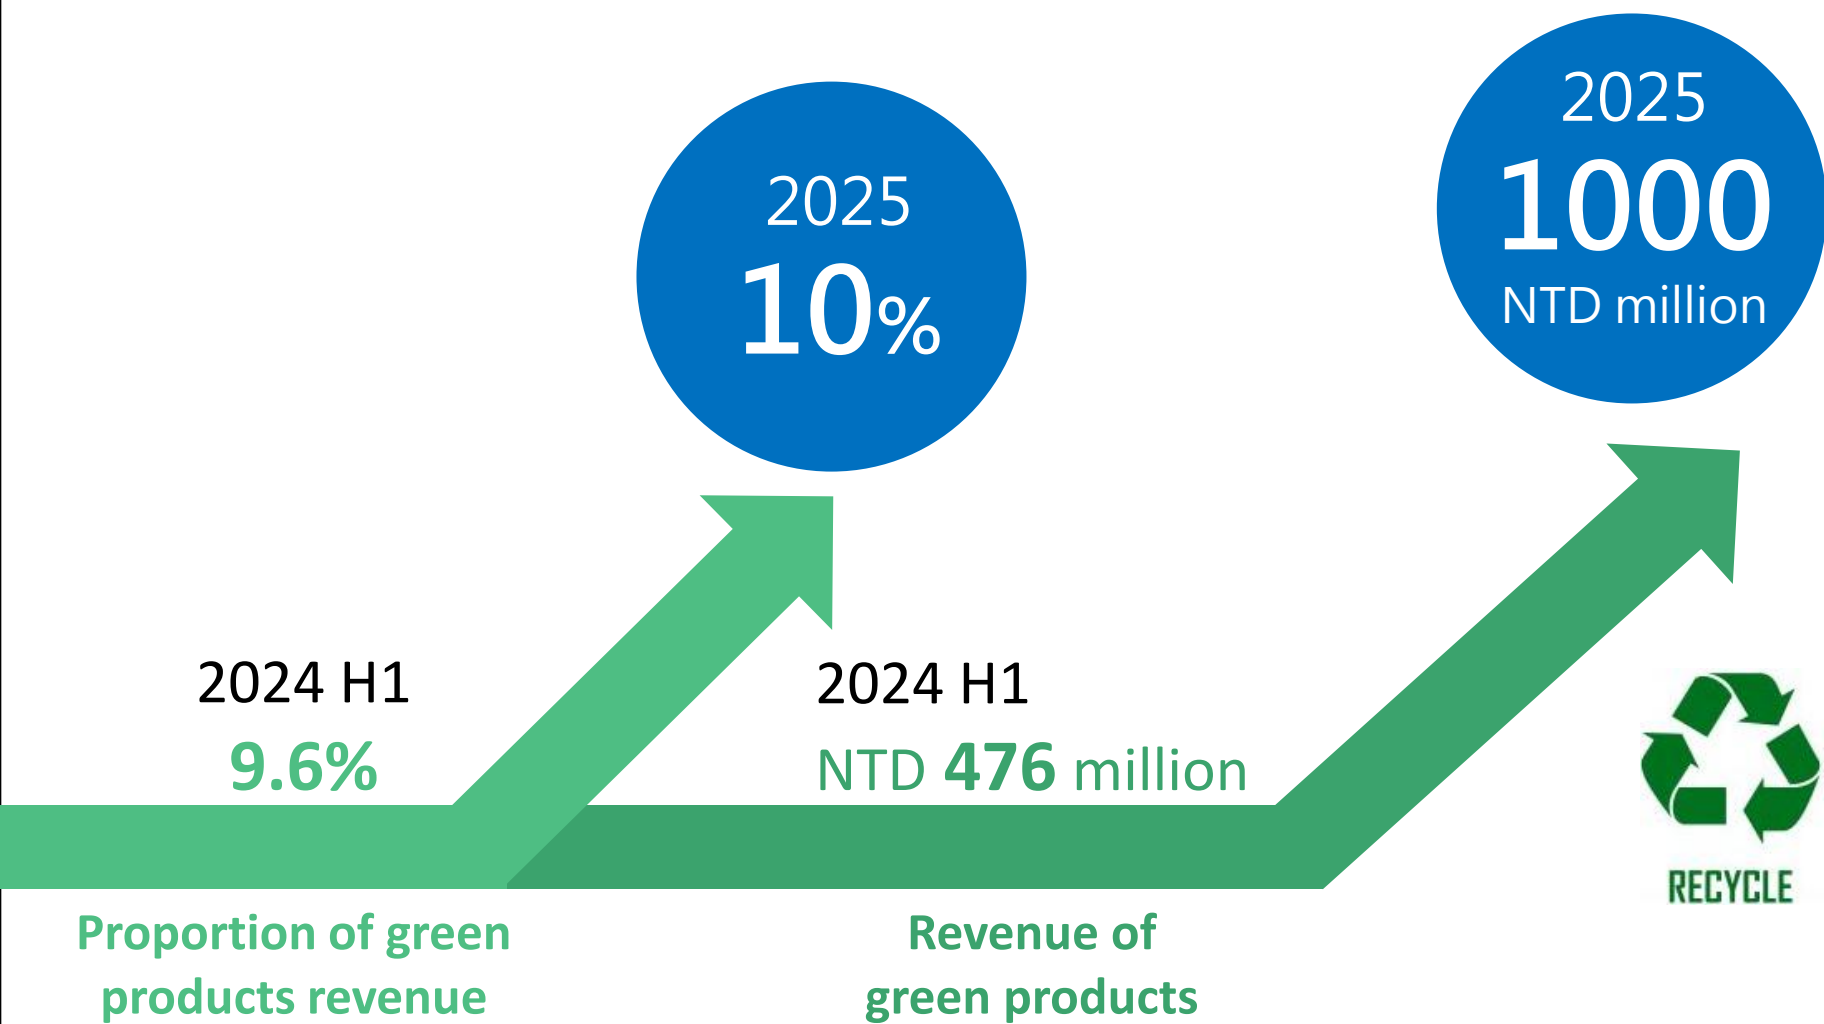 2025
10%
2025
1000
NTD million
2024 H1
9.6%
2024 H1
NTD 476 million
Proportion of green
products revenue
Revenue of
green products
RECYCLE